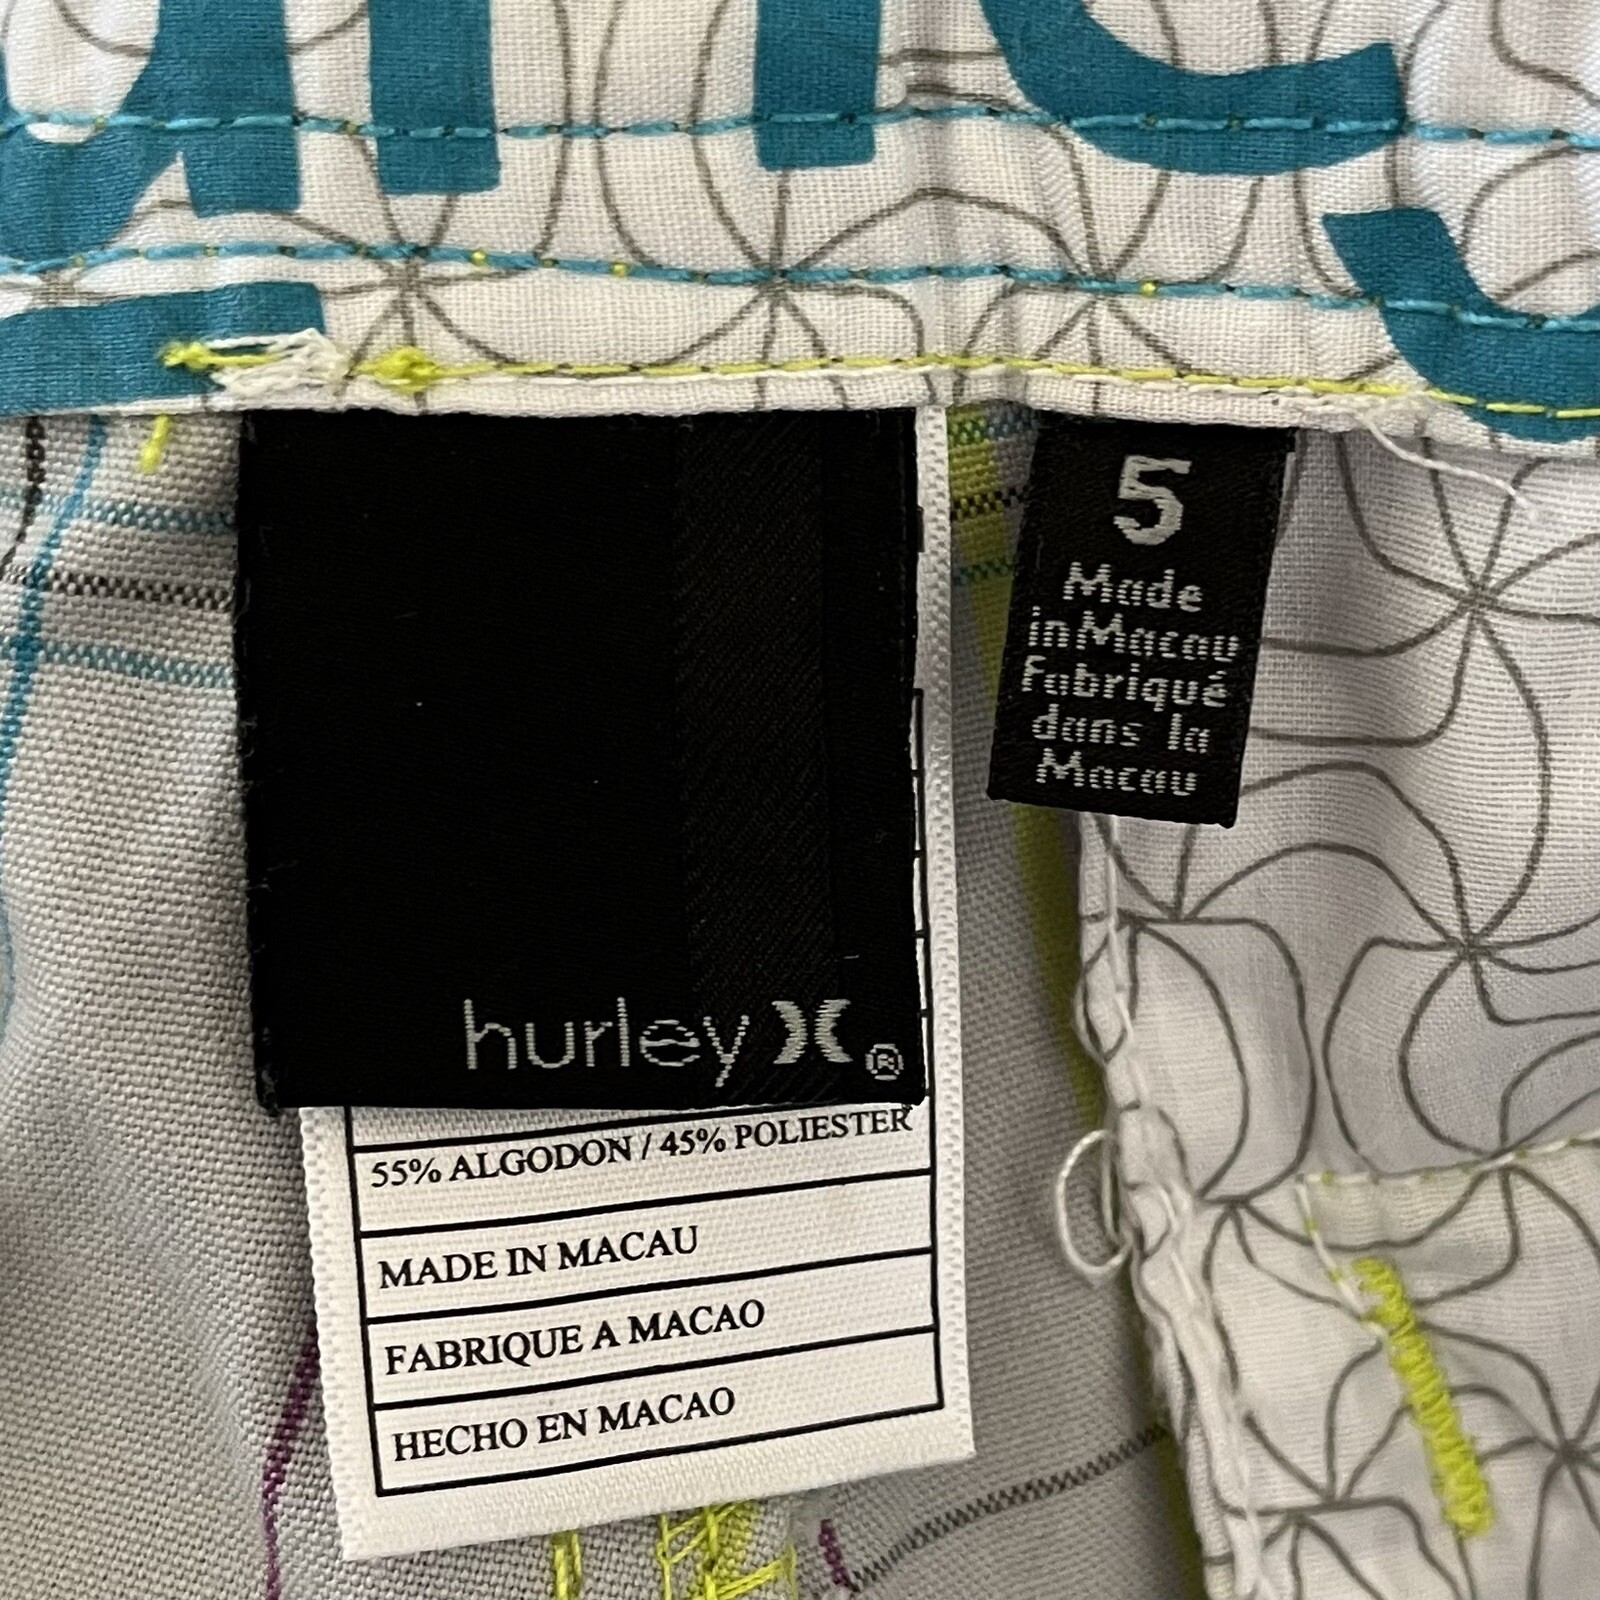 hurley ®
55% ALGODON / 45% POLIESTER
MADE IN MACAU
FABRIQUE A MACAO
HECHO EN MACAO
5
Made
in Macau
Fabriqué
dans la
Macau